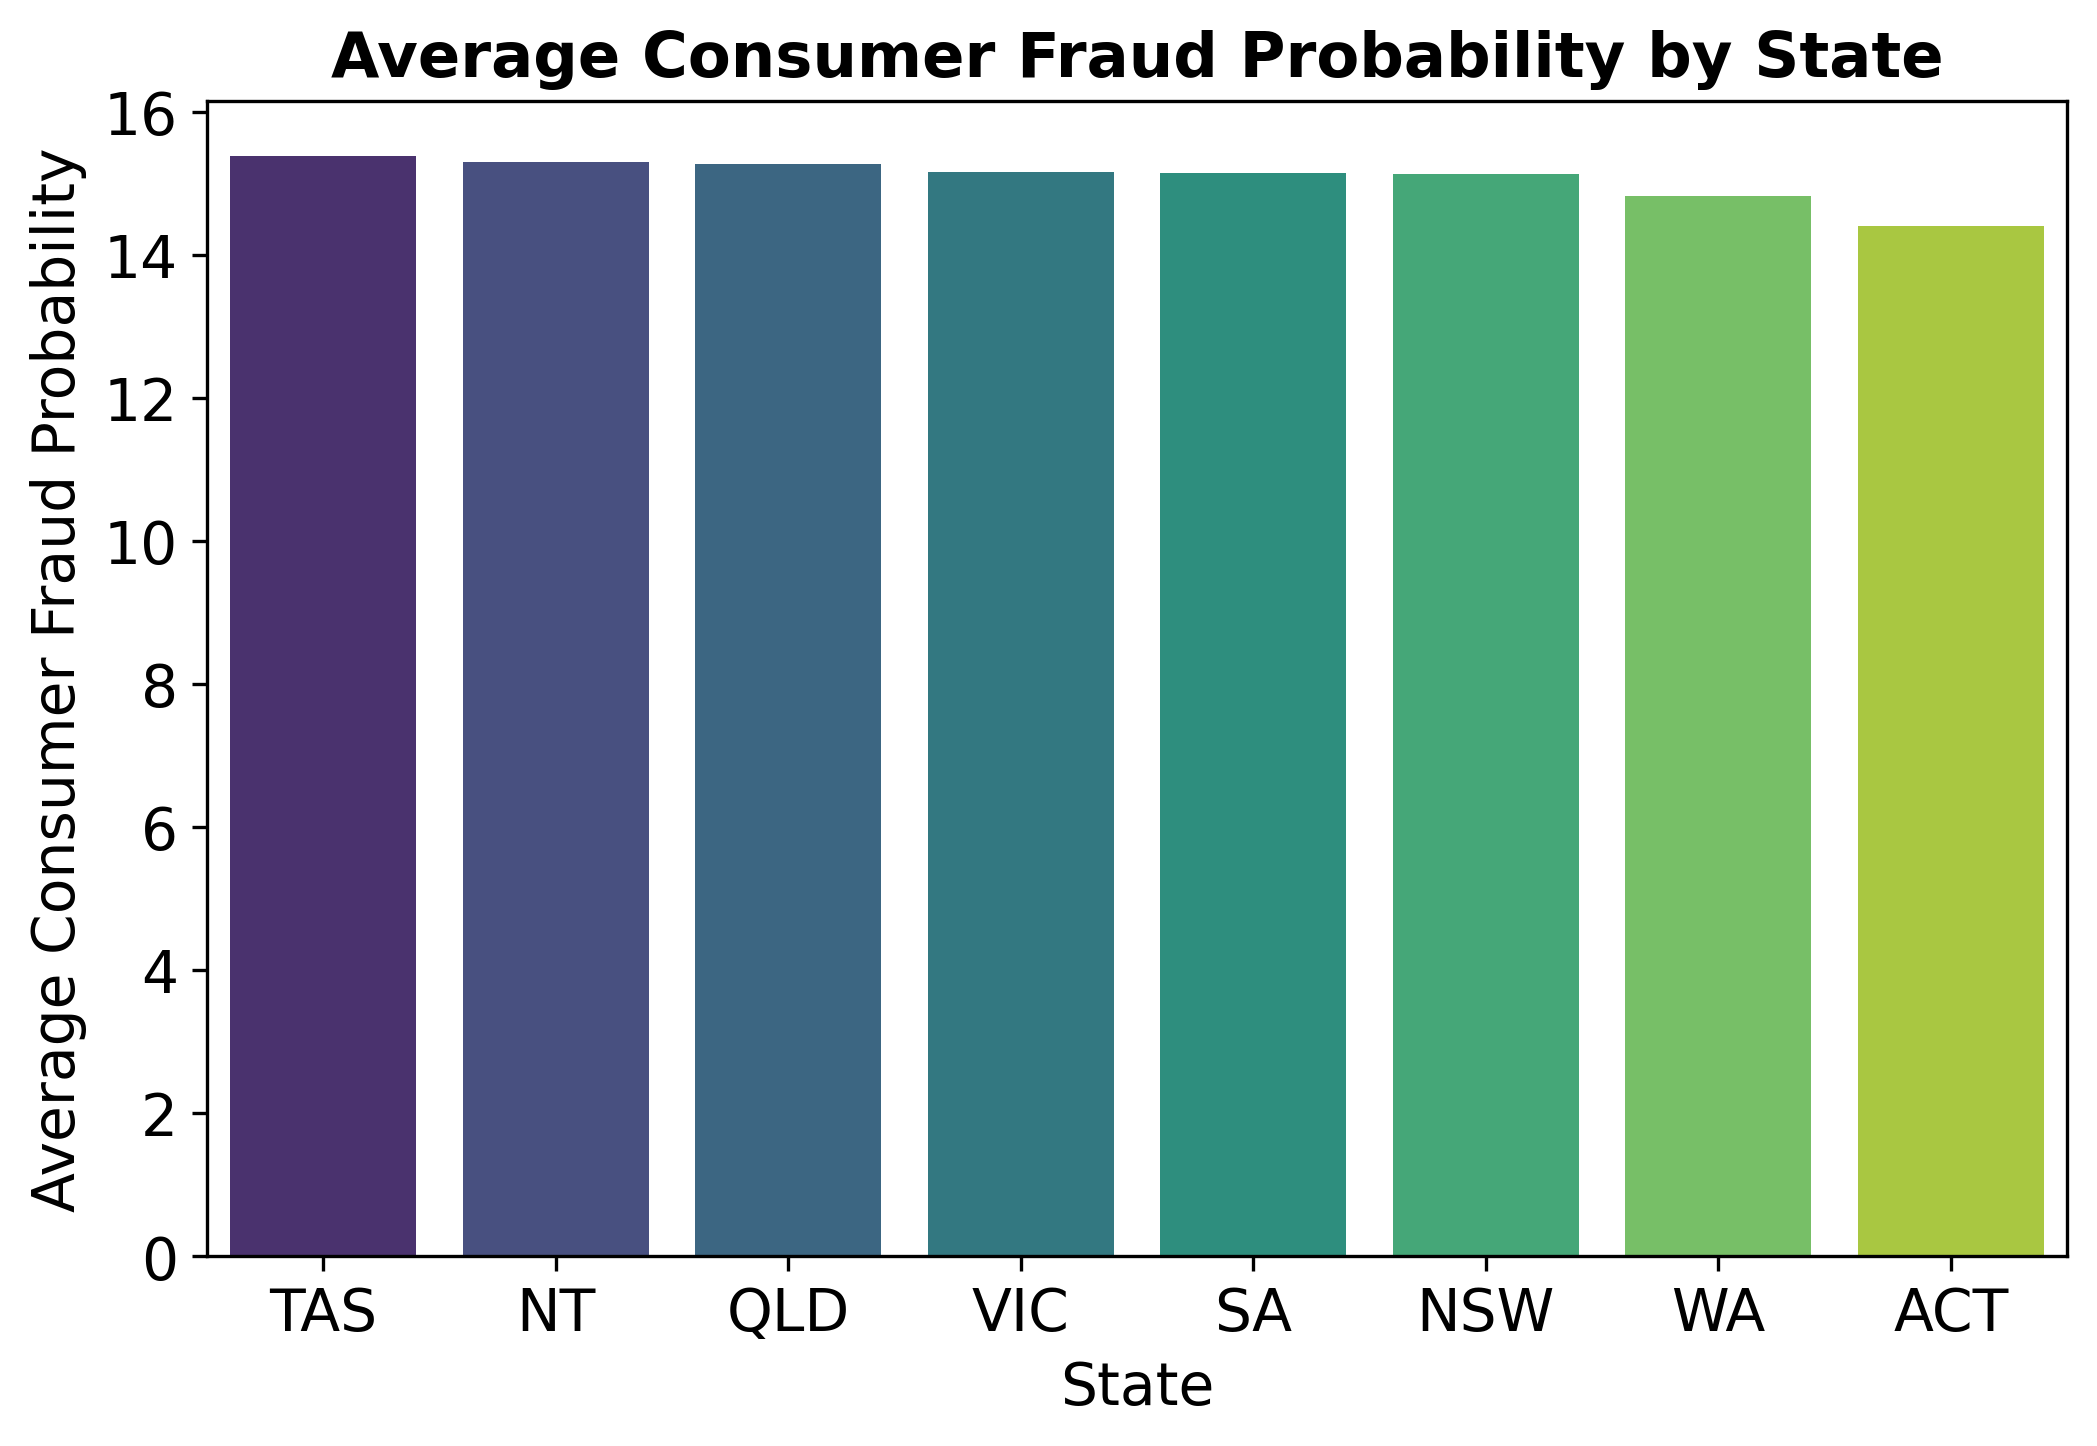 Average Consumer Fraud Probability by State
Average Consumer Fraud Probability
16
14
12
10
8
6
4
2
0
TAS NT QLD VIC SA NSW WA ACT
State